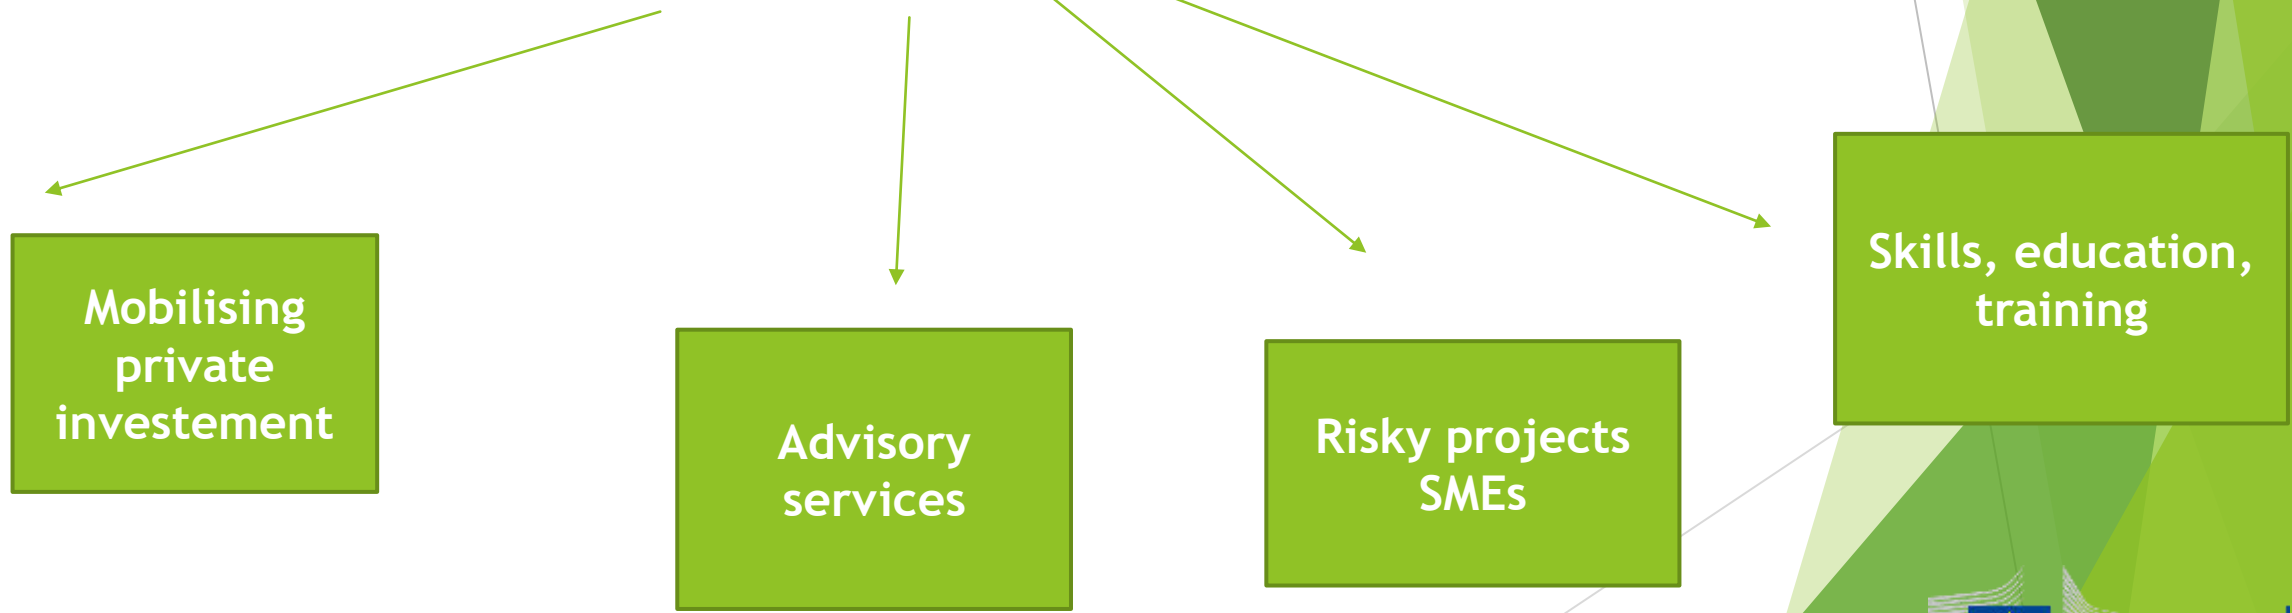 Mobilising
private
investement
Advisory
services
Risky projects
SMEs
Skills, education,
training